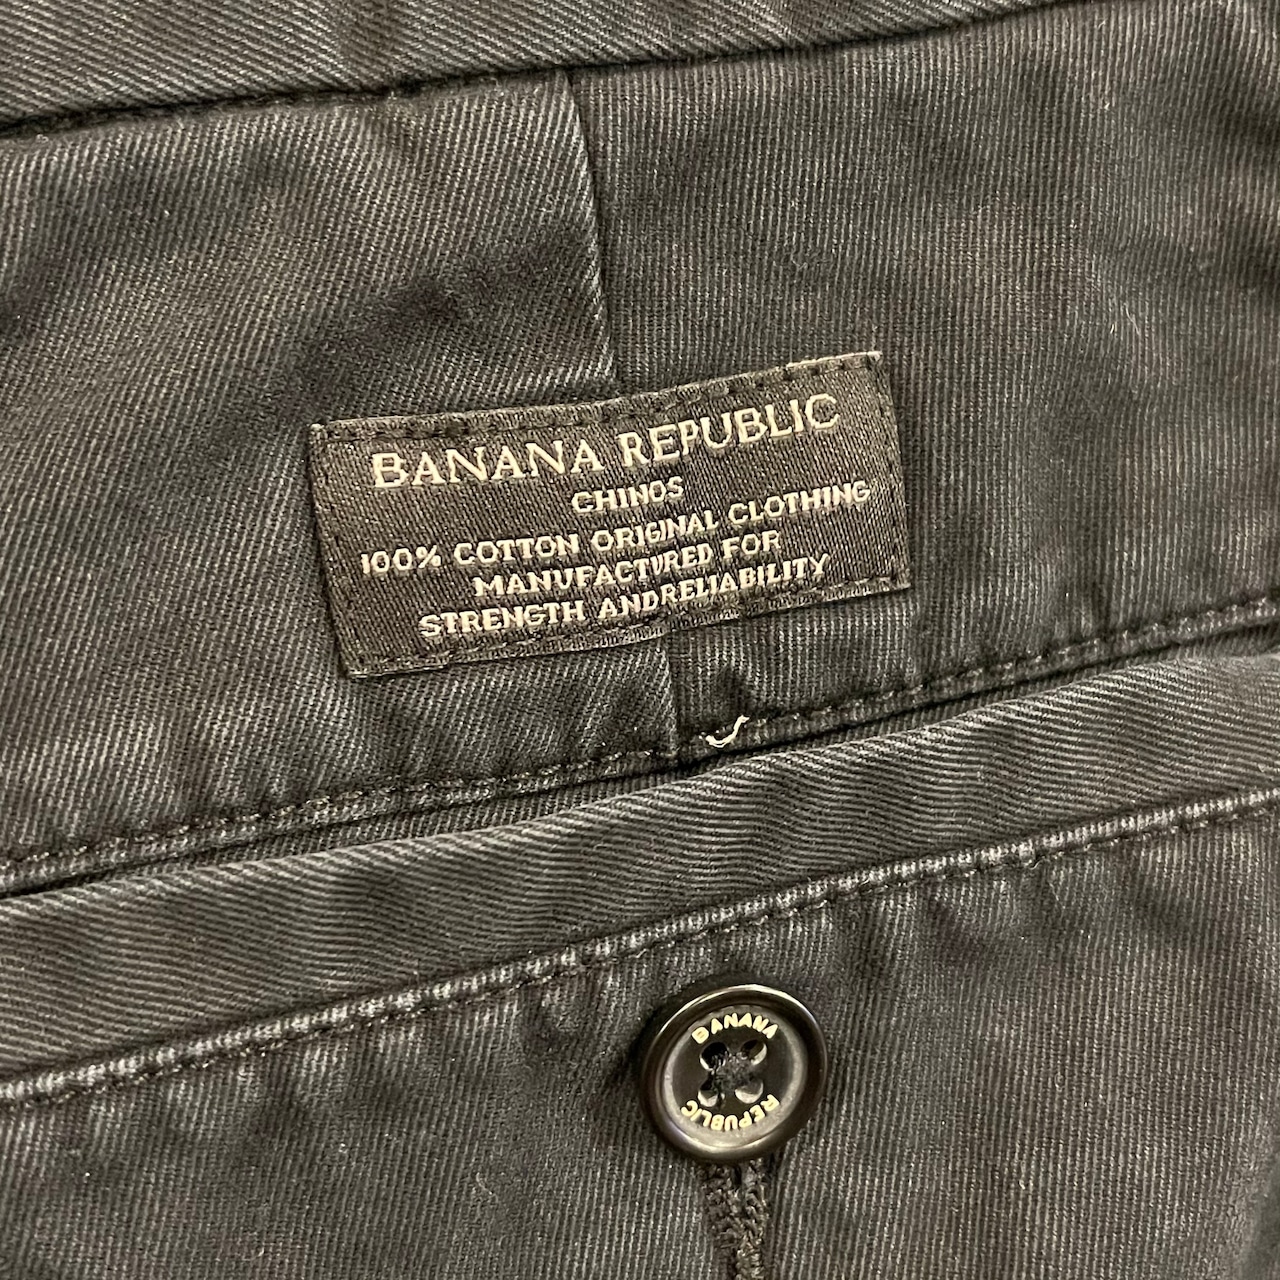 BANANA REPUBLIC
CHINOS
100% COTTON ORIGINAL CLOTHING
MANUFACTURED FOR
STRENGTH ANDRELIABILITY
BANANA
REPUBLIC